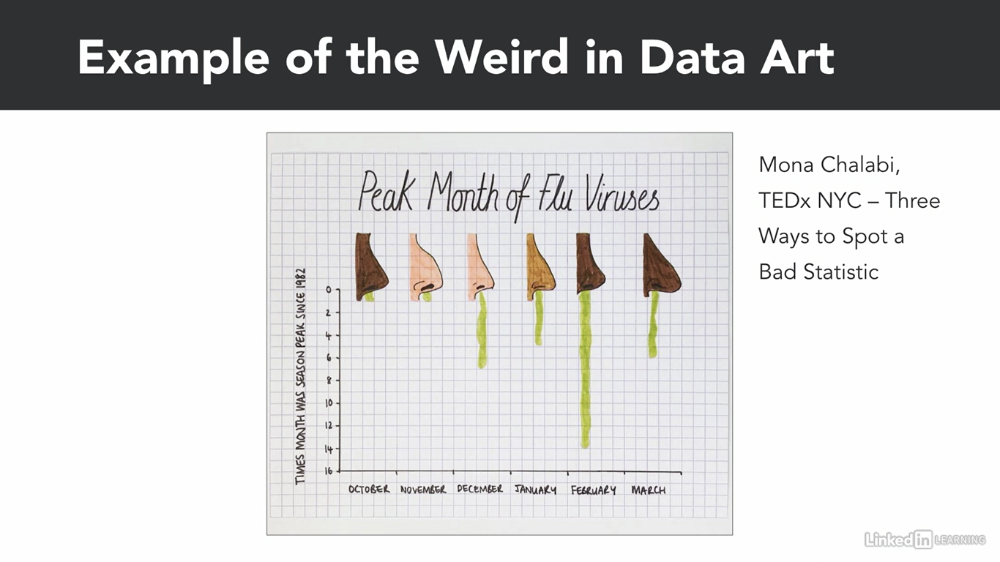 Example of the Weird in Data Art
Peak Month of Flu Viruses
TIMES MONTH WAS SEASON PEAK SINCE 1982
0
2
4
6
8
10
12
14
16
OCTOBER NOVEMBER DECEMBER JANUARY FEBRUARY MARCH
Mona Chalabi,
TEDx NYC – Three
Ways to Spot a
Bad Statistic
Linked in LEARNING